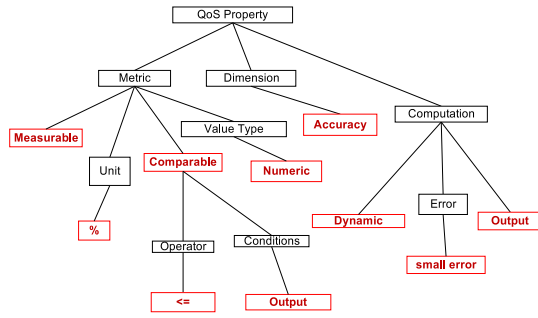 QoS Property
Metric
Dimension
Computation
Measurable
Value Type
Accuracy
Unit
Comparable
Numeric
Dynamic
Error
Output
%
Operator
Conditions
small error
<=
Output